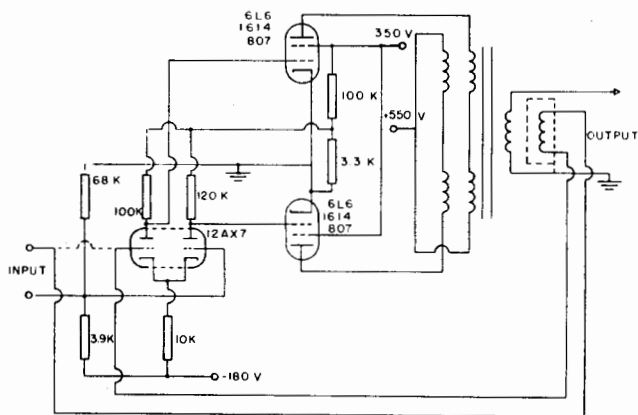 6L6
1614
807
350 V
100 K
+550 V
OUTPUT
3.3 K
68 K
100K
120 K
6L6
1614
807
12AX7
INPUT
3.9K
10K
-180 V